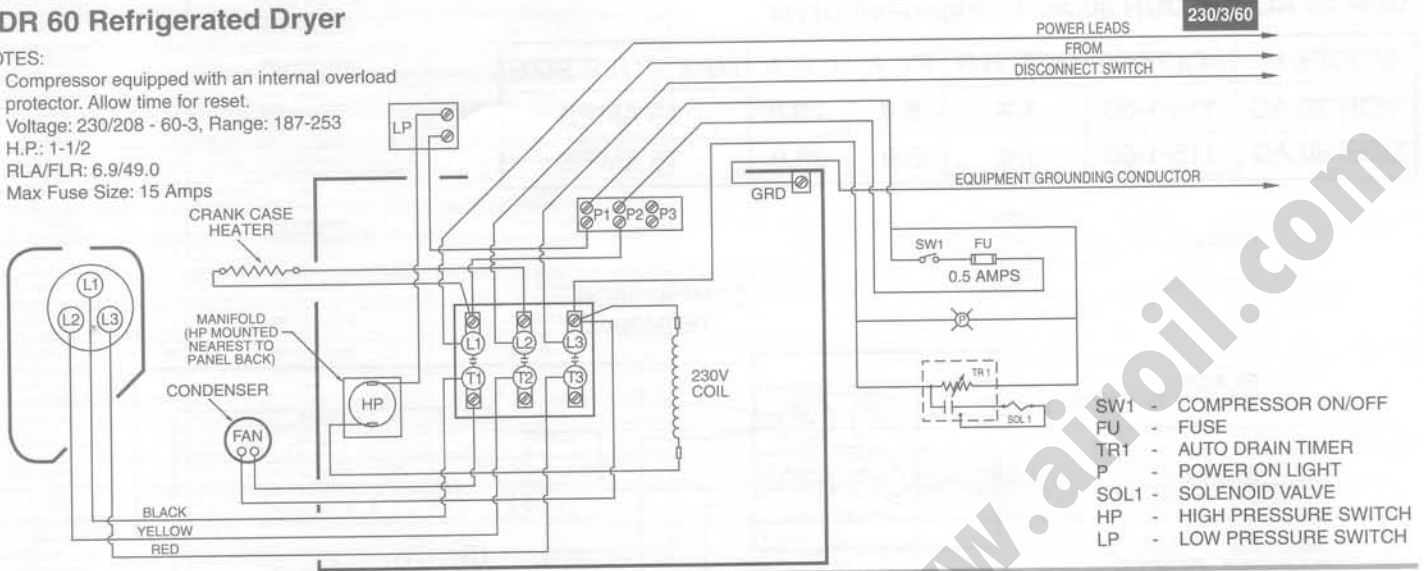 DR 60 Refrigerated Dryer
230/3/60
OTES:
Compressor equipped with an internal overload
protector. Allow time for reset.
Voltage: 230/208 - 60-3, Range: 187-253
H.P.: 1-1/2
RLA/FLR: 6.9/49.0
Max Fuse Size: 15 Amps
POWER LEADS
FROM
DISCONNECT SWITCH
EQUIPMENT GROUNDING CONDUCTOR
LP
GRD
P1 P2 P3
CRANK CASE
HEATER
SW1 FU
0.5 AMPS
L1
L2 L3
MANIFOLD
(HP MOUNTED
NEAREST TO
PANEL BACK)
L1 L2 L3
T1 T2 T3
P
230V
COIL
HP
CONDENSER
FAN
TR 1
SOL 1
BLACK
YELLOW
RED
SW1 - COMPRESSOR ON/OFF
FU - FUSE
TR1 - AUTO DRAIN TIMER
P - POWER ON LIGHT
SOL1 - SOLENOID VALVE
HP - HIGH PRESSURE SWITCH
LP - LOW PRESSURE SWITCH
w.airoil.com